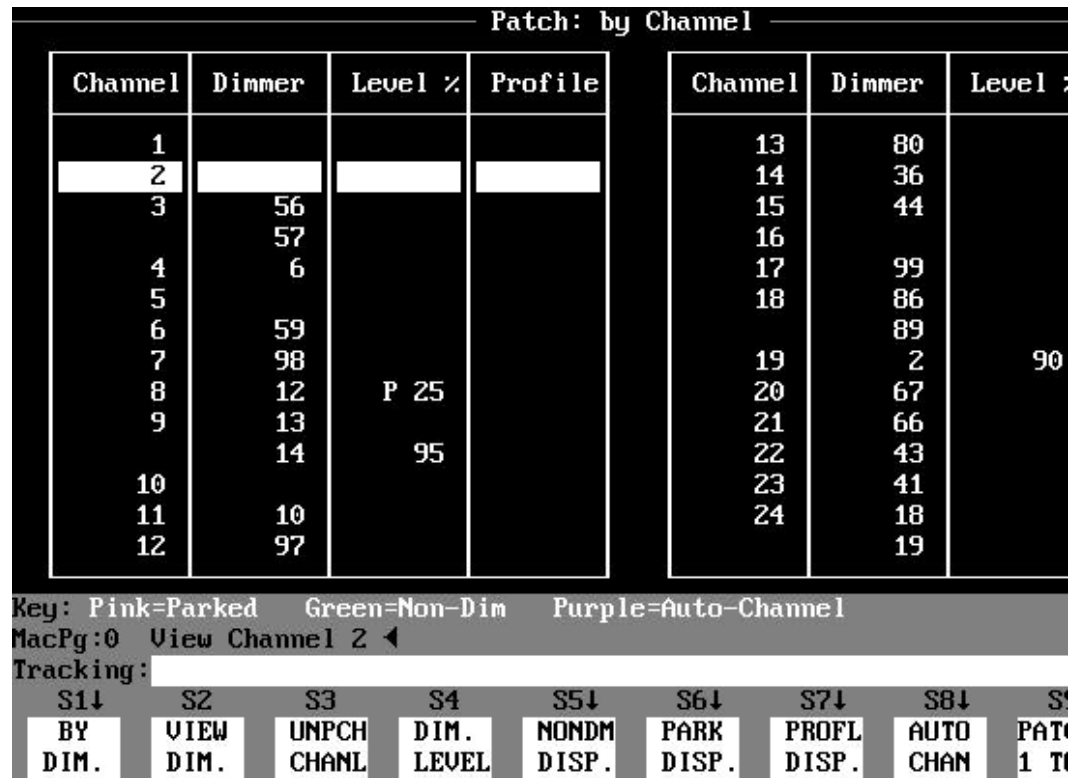 Patch: by Channel
Channel Dimmer Level % Profile Channel Dimmer Level
1 13 80
2 14 36
3 56 15 44
57 16
4 6 17 99
5 18 86
6 59 89
7 98 19 2 90
8 12 P 25 20 67
9 13 21 66
14 95 22 43
10 23 41
11 10 24 18
12 97 19
Key: Pink=Parked Green=Non-Dim Purple=Auto-Channel
MacPg:0 View Channel 2 ◀
Tracking:
S1↓ S2 S3 S4 S5↓ S6↓ S7↓ S8↓
BY VIEW UNPCH DIM. NONDM PARK PROFL AUTO
DIM. DIM. CHANL LEVEL DISP. DISP. DISP. CHAN 1